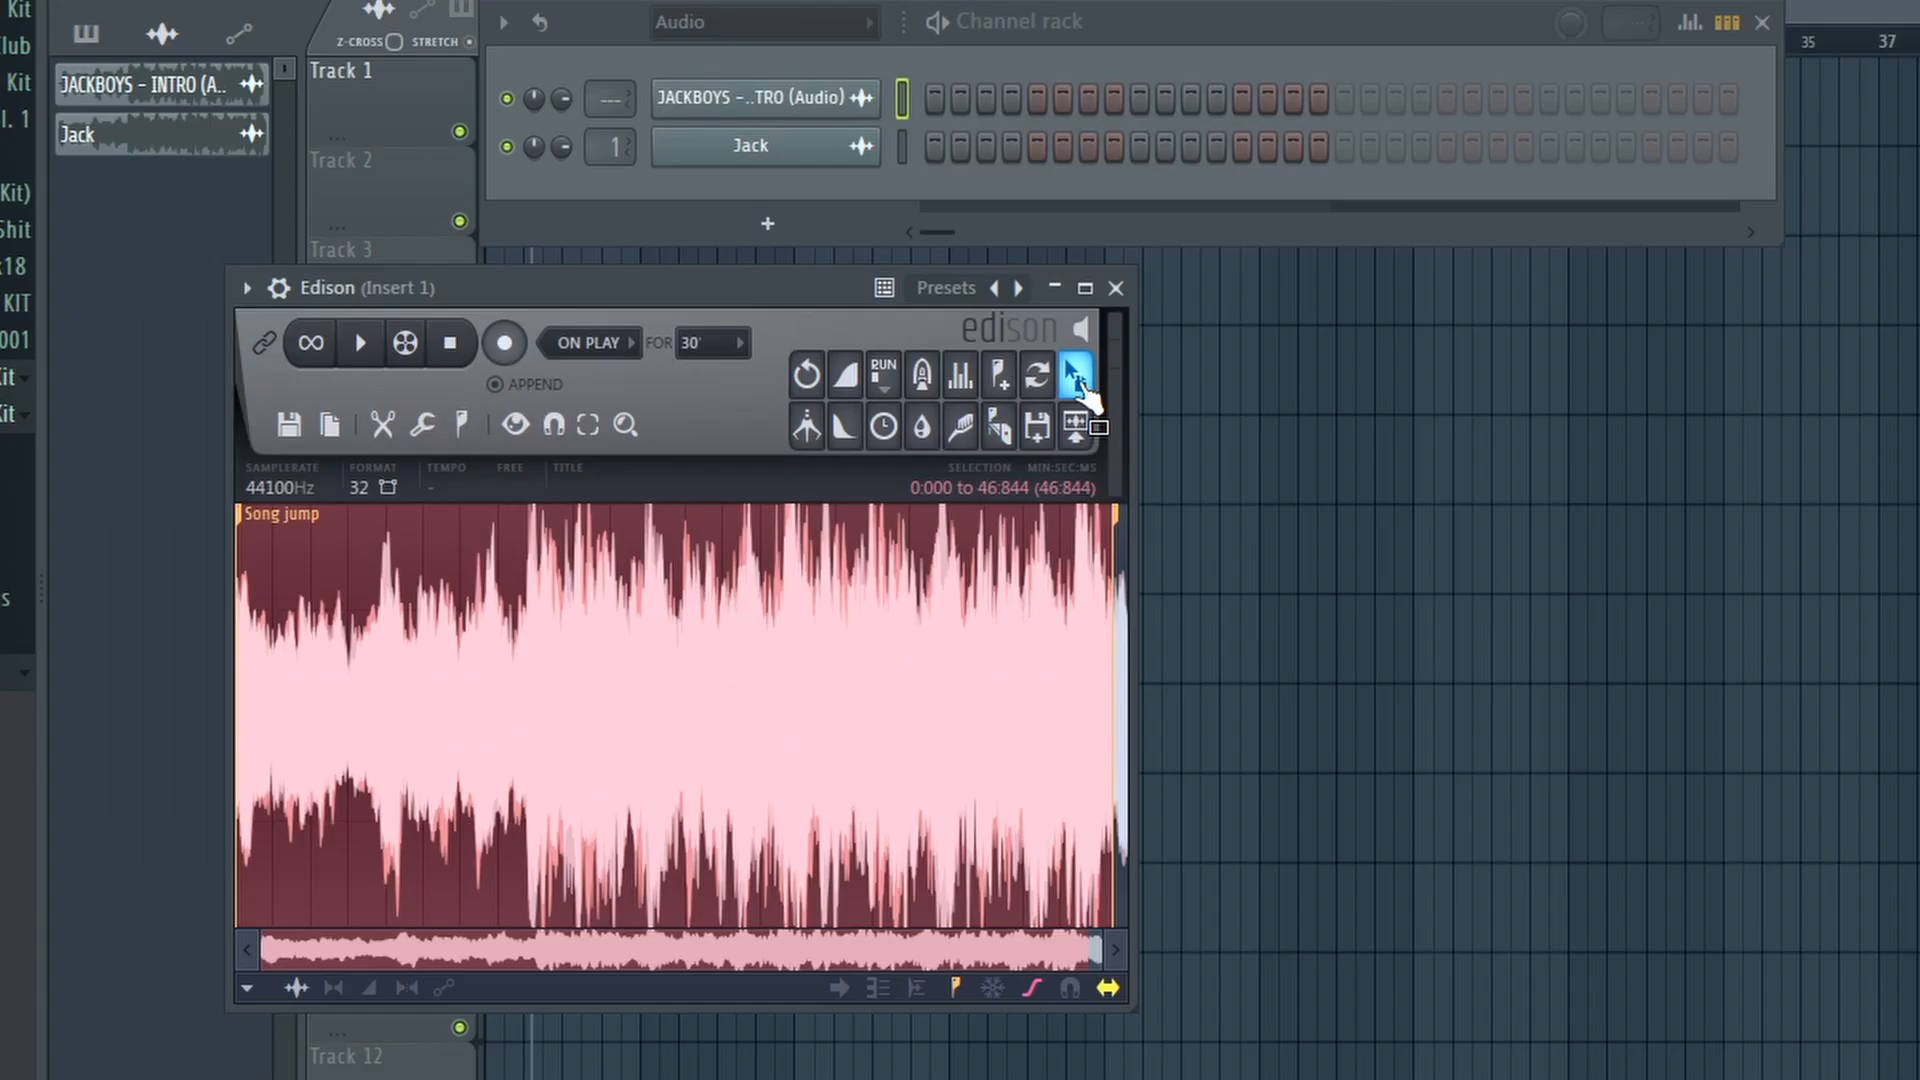 Kit
lub
Kit
l. 1
Kit)
Shit
k18
KIT
001
Kit
Kit
s
Z-CROSS STRETCH
JACKBOYS - INTRO (A..
Jack
Track 1
...
Track 2
...
Track 3
Audio
Channel rack
---
JACKBOYS -..TRO (Audio)
1
Jack
+
35
37
Edison (Insert 1)
Presets
edison
ON PLAY
FOR
30'
APPEND
RUN
SAMPLERATE
FORMAT
TEMPO
FREE
TITLE
SELECTION
MIN:SEC:MS
44100Hz
32
-
0:000 to 46:844 (46:844)
Song jump
...
Track 12